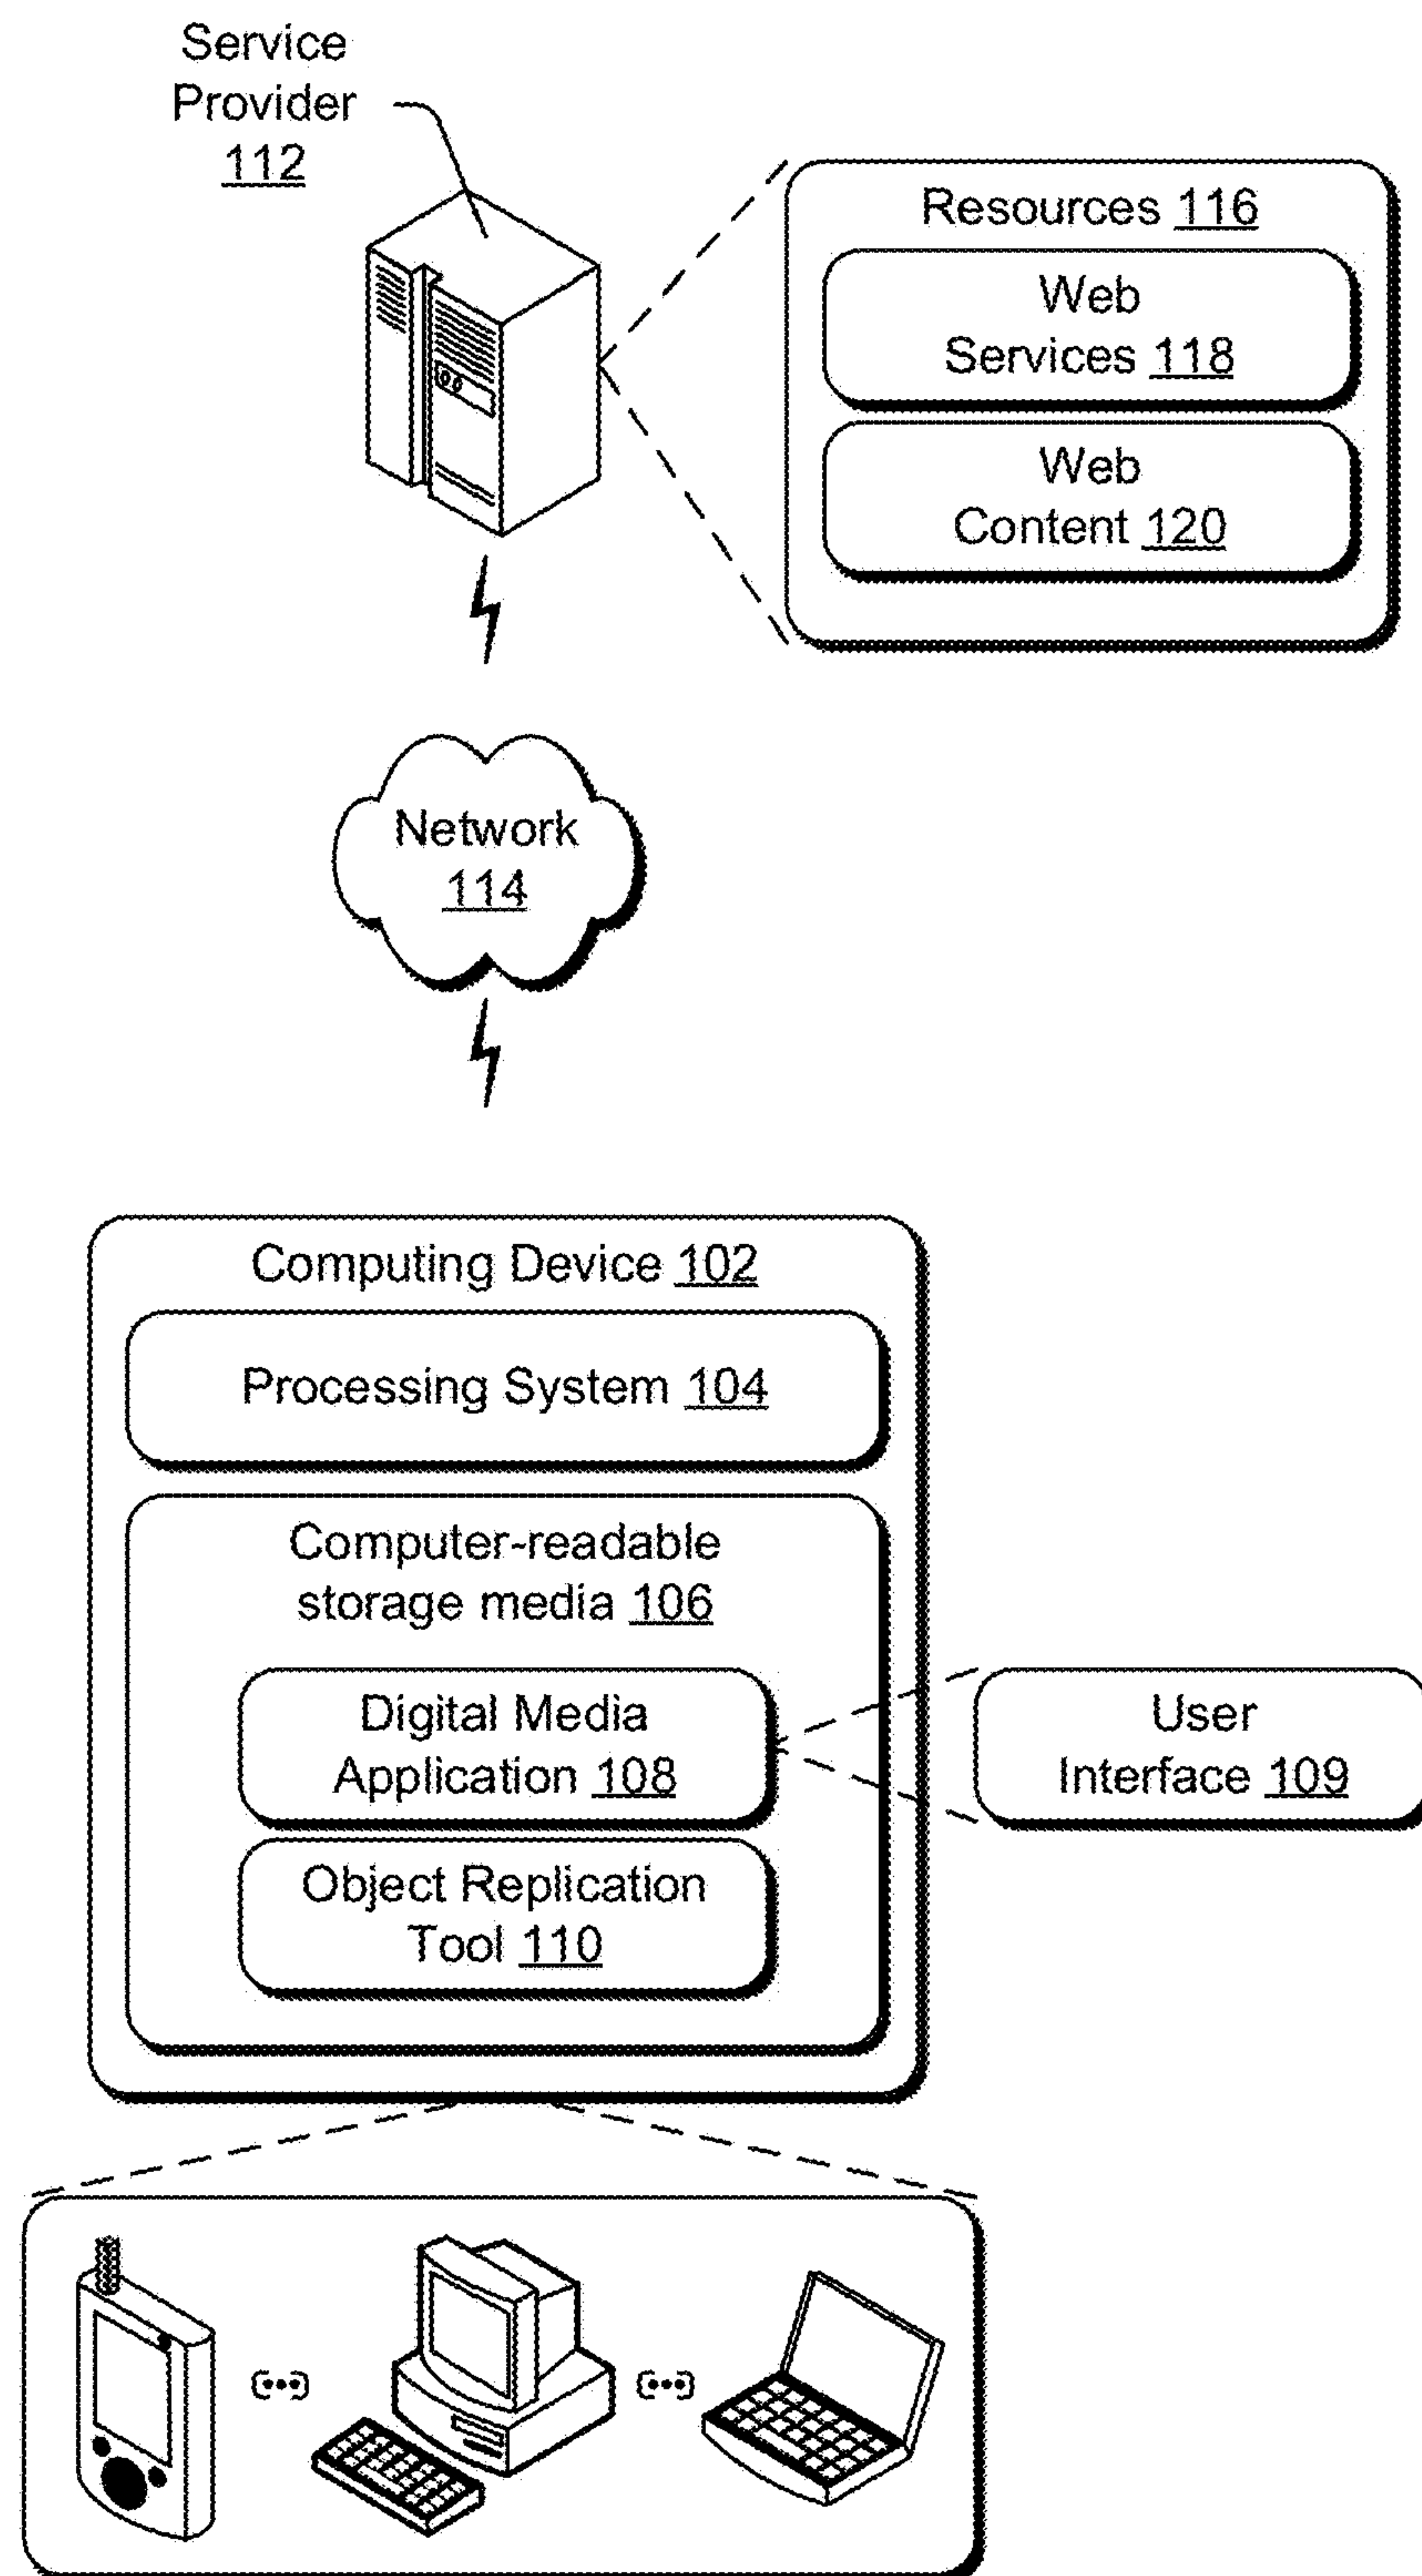 Service
Provider
112
Resources 116
Web
Services 118
Web
Content 120
Network
114
Computing Device 102
Processing System 104
Computer-readable
storage media 106
Digital Media
Application 108
User
Interface 109
Object Replication
Tool 110